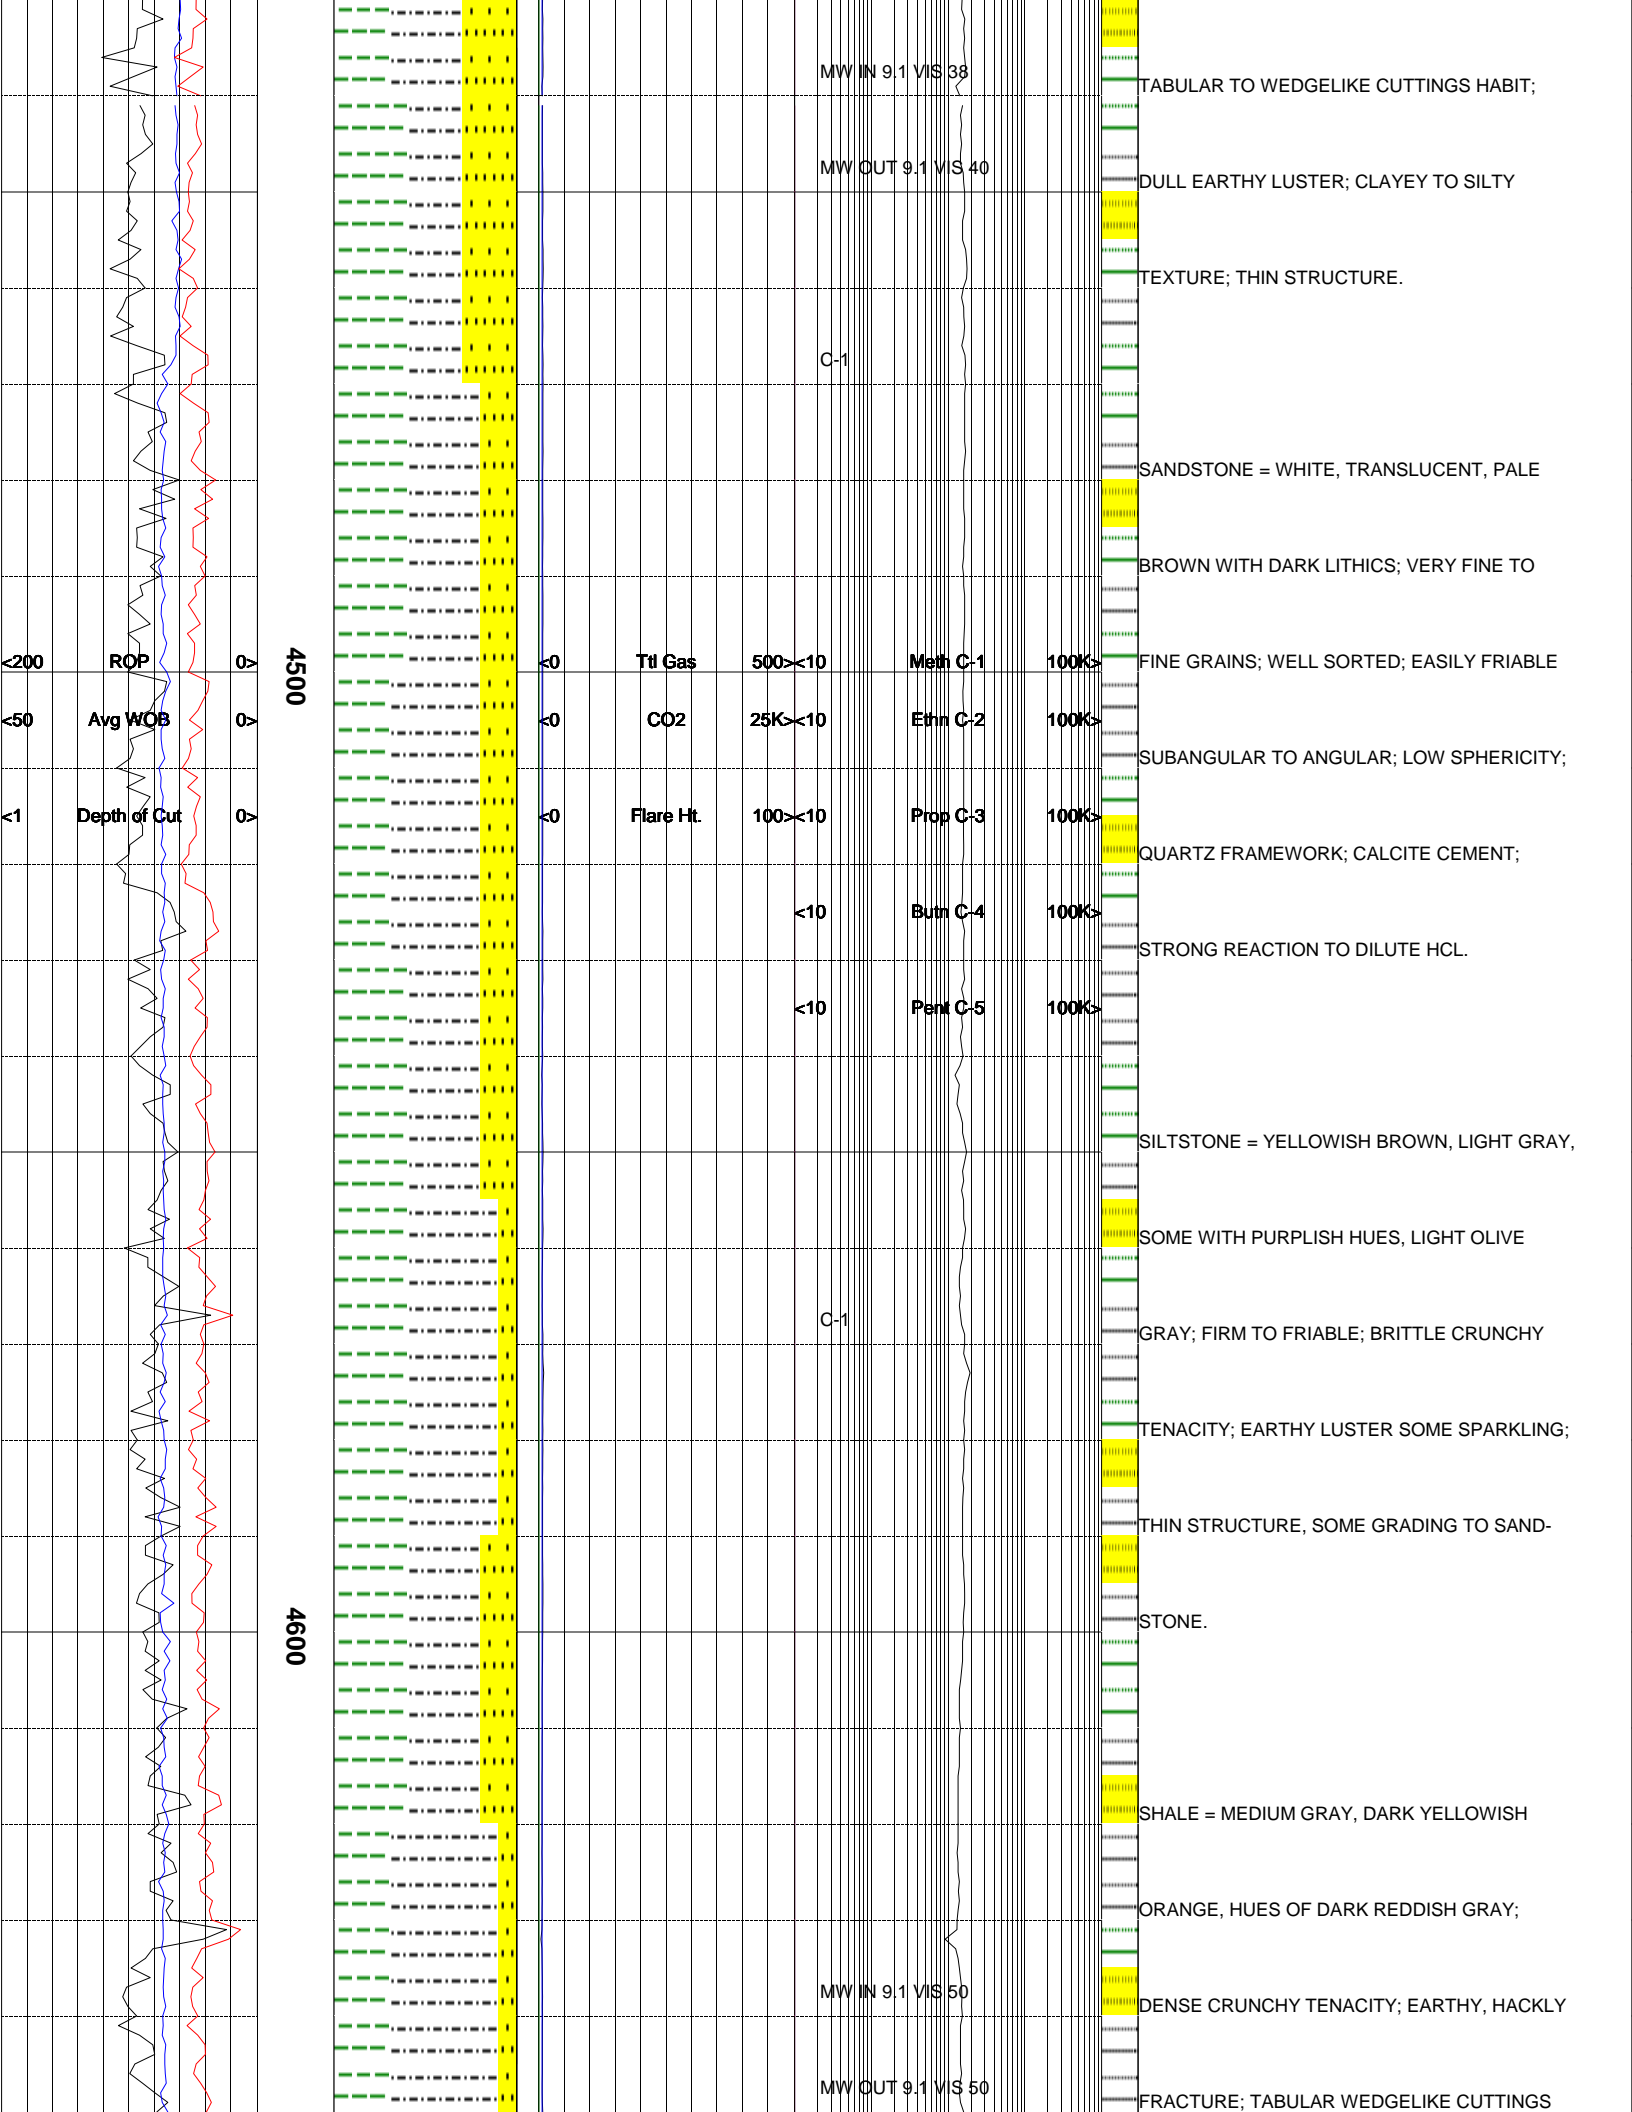 MW IN 9.1 VIS 38
TABULAR TO WEDGELIKE CUTTINGS HABIT;
MW OUT 9.1 VIS 40
DULL EARTHY LUSTER; CLAYEY TO SILTY
TEXTURE; THIN STRUCTURE.
C-1
SANDSTONE = WHITE, TRANSLUCENT, PALE
BROWN WITH DARK LITHICS; VERY FINE TO
<200 ROP 0> 4500 <0 Ttl Gas 500> <10 Meth C-1 100K> FINE GRAINS; WELL SORTED; EASILY FRIABLE
<50 Avg WOB 0> <0 CO2 25K> <10 Ethn C-2 100K>
SUBANGULAR TO ANGULAR; LOW SPHERICITY;
<1 Depth of Cut 0> <0 Flare Ht. 100> <10 Prop C-3 100K>
QUARTZ FRAMEWORK; CALCITE CEMENT;
<10 Butn C-4 100K>
STRONG REACTION TO DILUTE HCL.
<10 Pent C-5 100K>
SILTSTONE = YELLOWISH BROWN, LIGHT GRAY,
SOME WITH PURPLISH HUES, LIGHT OLIVE
C-1
GRAY; FIRM TO FRIABLE; BRITTLE CRUNCHY
TENACITY; EARTHY LUSTER SOME SPARKLING;
THIN STRUCTURE, SOME GRADING TO SAND-
4600 STONE.
SHALE = MEDIUM GRAY, DARK YELLOWISH
ORANGE, HUES OF DARK REDDISH GRAY;
MW IN 9.1 VIS 50
DENSE CRUNCHY TENACITY; EARTHY, HACKLY
MW OUT 9.1 VIS 50
FRACTURE; TABULAR WEDGELIKE CUTTINGS